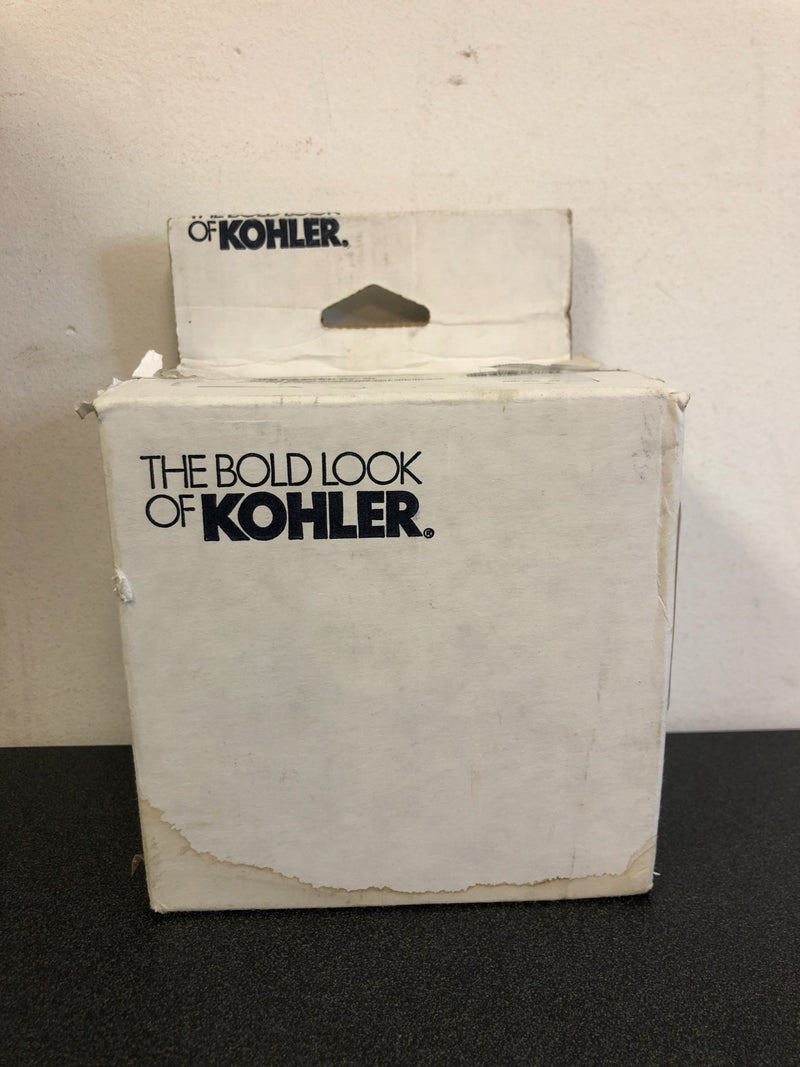 OF KOHLER.
THE BOLD LOOK
OF KOHLER.®